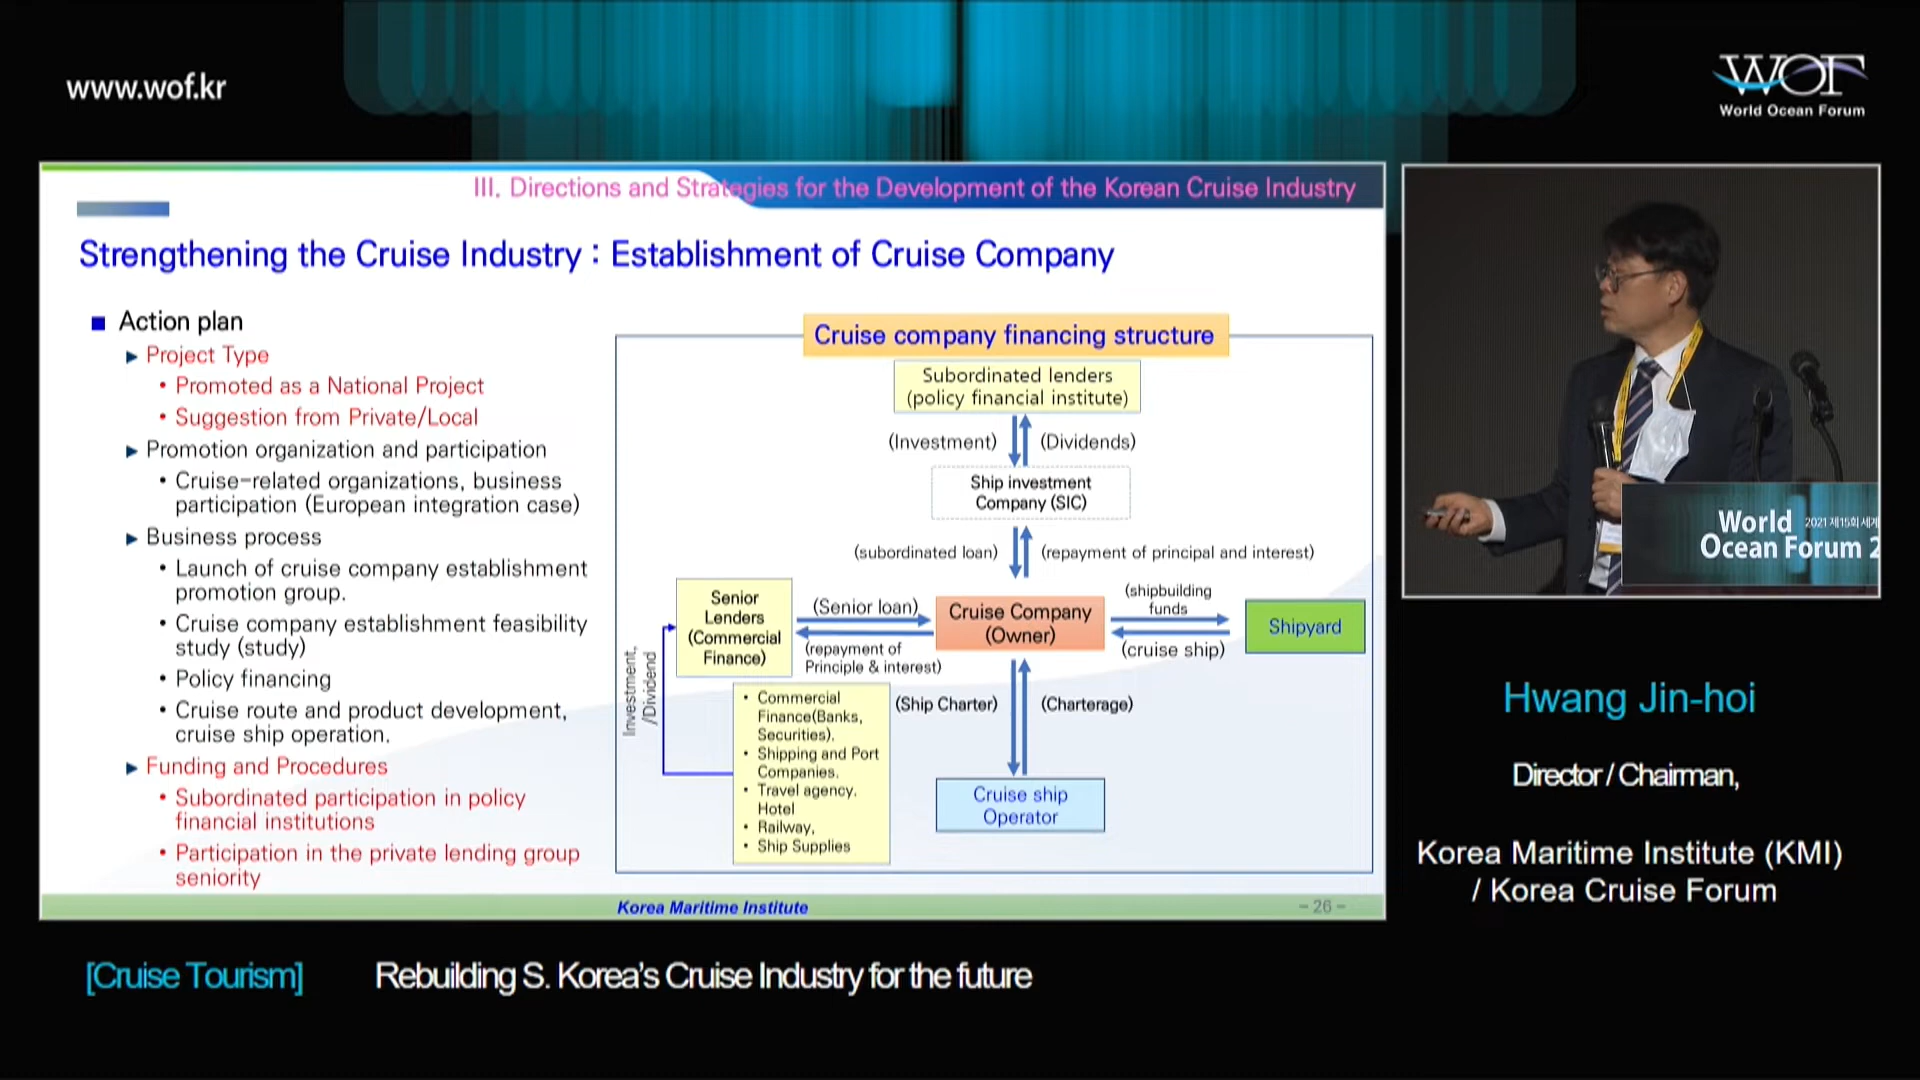 www.wof.kr
WOF
World Ocean Forum
III. Directions and Strategies for the Development of the Korean Cruise Industry
Strengthening the Cruise Industry : Establishment of Cruise Company
■ Action plan
▶ Project Type
• Promoted as a National Project
• Suggestion from Private/Local
▶ Promotion organization and participation
• Cruise-related organizations, business
participation (European integration case)
▶ Business process
• Launch of cruise company establishment
promotion group.
• Cruise company establishment feasibility
study (study)
• Policy financing
• Cruise route and product development,
cruise ship operation.
▶ Funding and Procedures
• Subordinated participation in policy
financial institutions
• Participation in the private lending group
seniority
Cruise company financing structure
Subordinated lenders
(policy financial institute)
(Investment)
(Dividends)
Ship investment
Company (SIC)
(subordinated loan)
(repayment of principal and interest)
Senior
Lenders
(Commercial
Finance)
(Senior loan)
(repayment of
Principle & interest)
Cruise Company
(Owner)
(shipbuilding
funds
(cruise ship)
Shipyard
Investment,
/Dividend
• Commercial
Finance(Banks,
Securities).
• Shipping and Port
Companies.
• Travel agency.
Hotel
• Railway,
• Ship Supplies
(Ship Charter)
(Charterage)
Cruise ship
Operator
Korea Maritime Institute
- 26 -
World 2021 제15회 세계
Ocean Forum 2
Hwang Jin-hoi
Director / Chairman,
Korea Maritime Institute (KMI)
/ Korea Cruise Forum
[Cruise Tourism]
Rebuilding S. Korea's Cruise Industry for the future